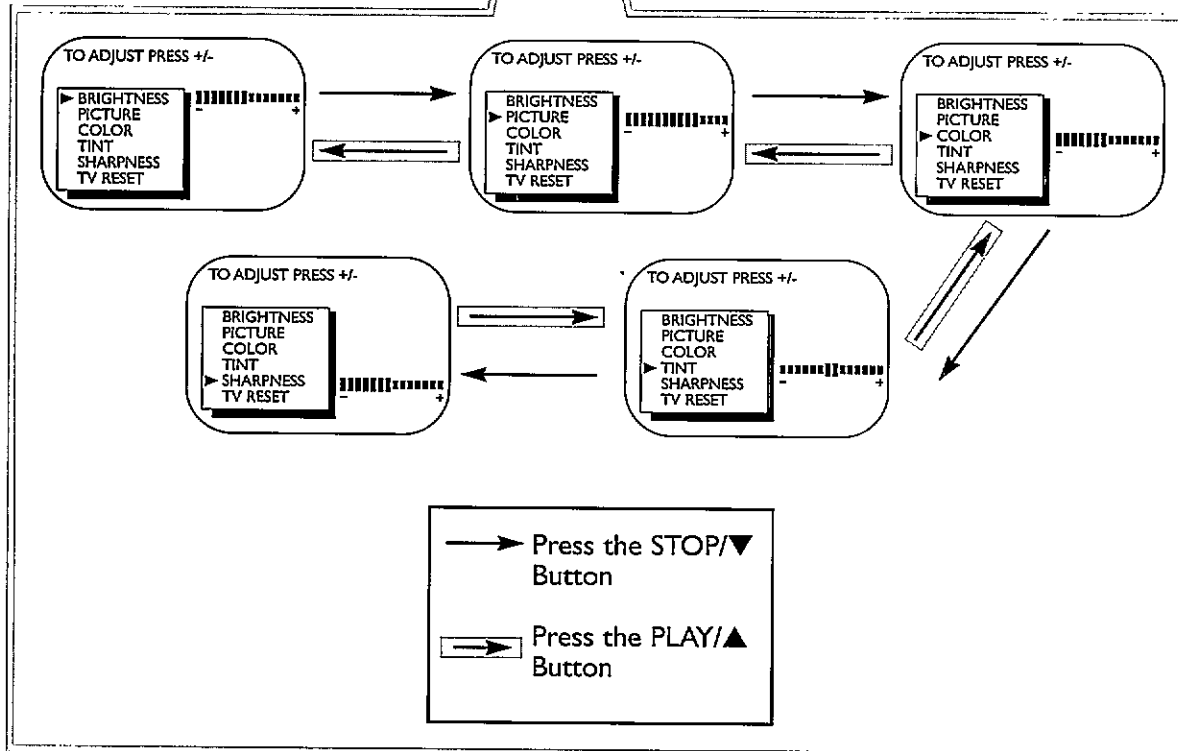 TO ADJUST PRESS +/-
BRIGHTNESS
PICTURE
COLOR
TINT
SHARPNESS
TV RESET
- +
TO ADJUST PRESS +/-
BRIGHTNESS
PICTURE
COLOR
TINT
SHARPNESS
TV RESET
- +
TO ADJUST PRESS +/-
BRIGHTNESS
PICTURE
COLOR
TINT
SHARPNESS
TV RESET
- +
TO ADJUST PRESS +/-
BRIGHTNESS
PICTURE
COLOR
TINT
SHARPNESS
TV RESET
- +
TO ADJUST PRESS +/-
BRIGHTNESS
PICTURE
COLOR
TINT
SHARPNESS
TV RESET
- +
Press the STOP/▼
Button
Press the PLAY/▲
Button